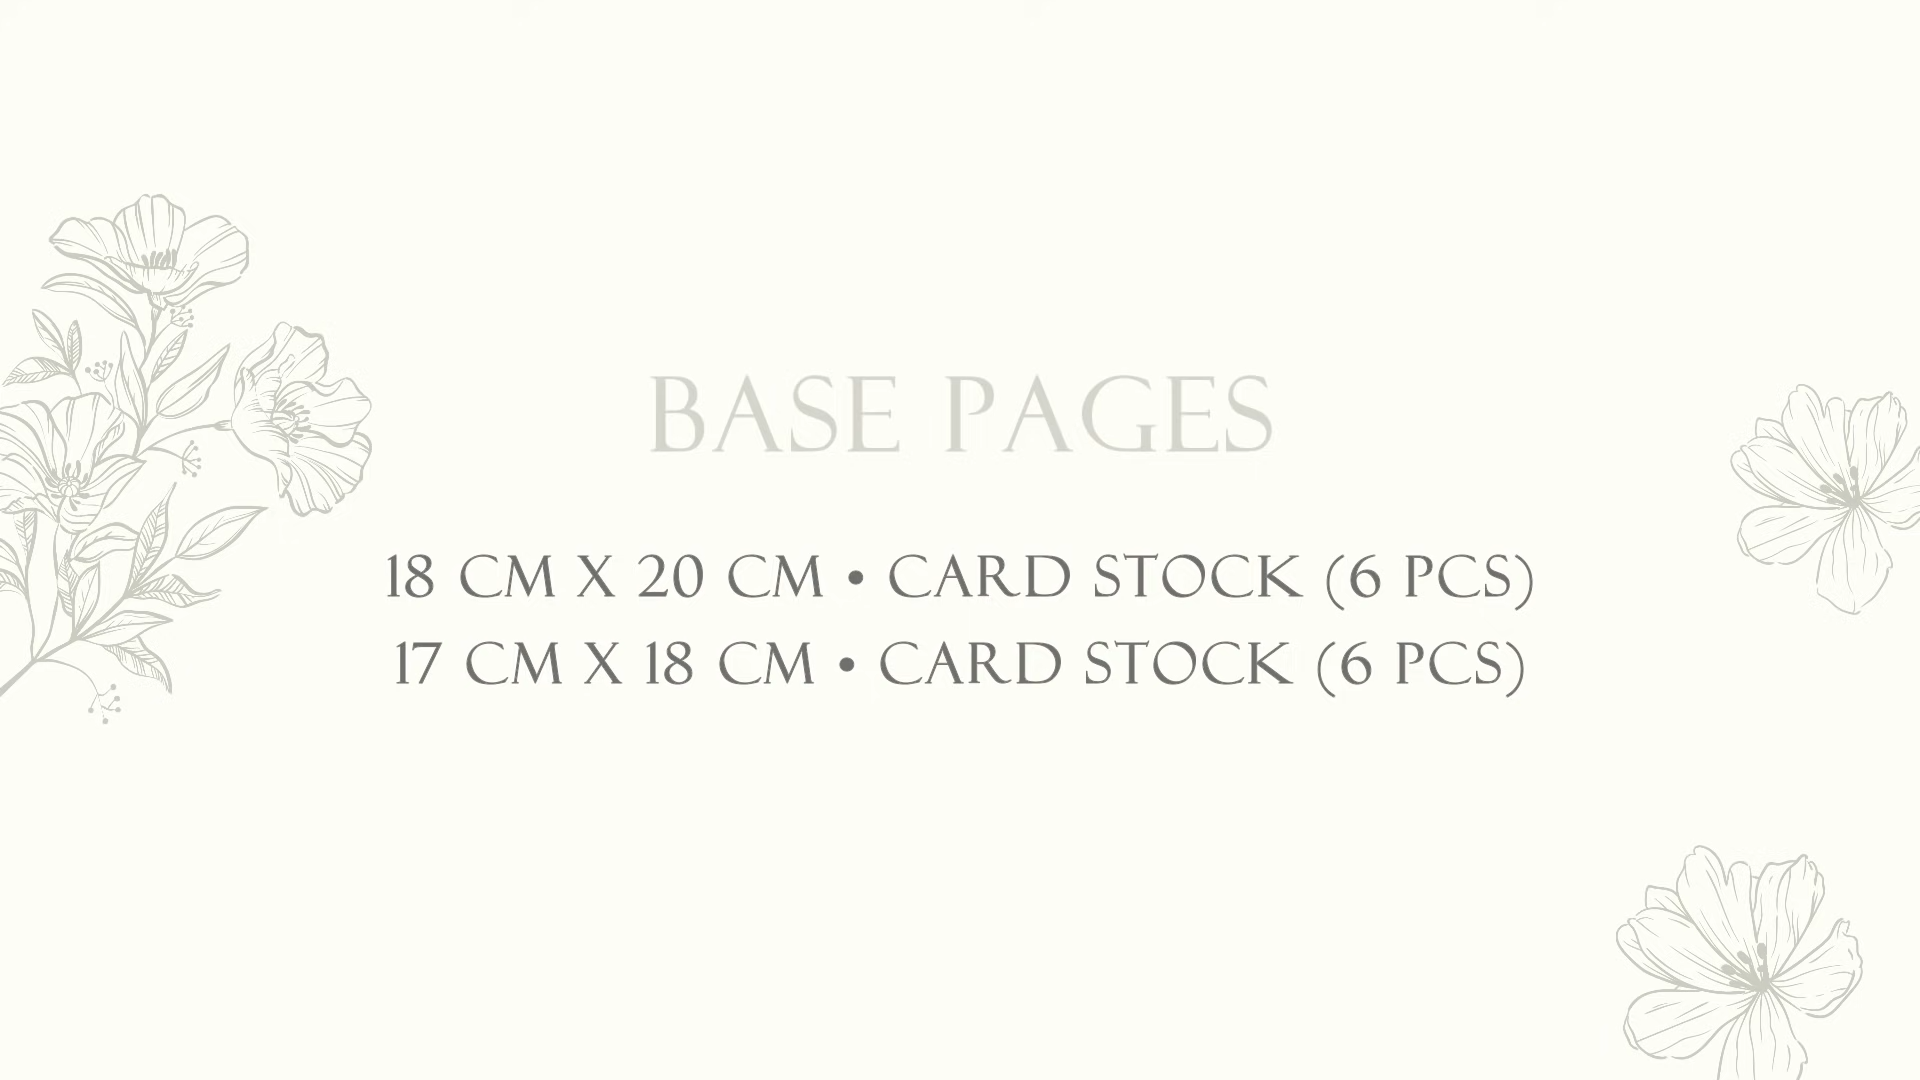 BASE PAGES
18 CM X 20 CM • CARD STOCK (6 PCS)
17 CM X 18 CM • CARD STOCK (6 PCS)